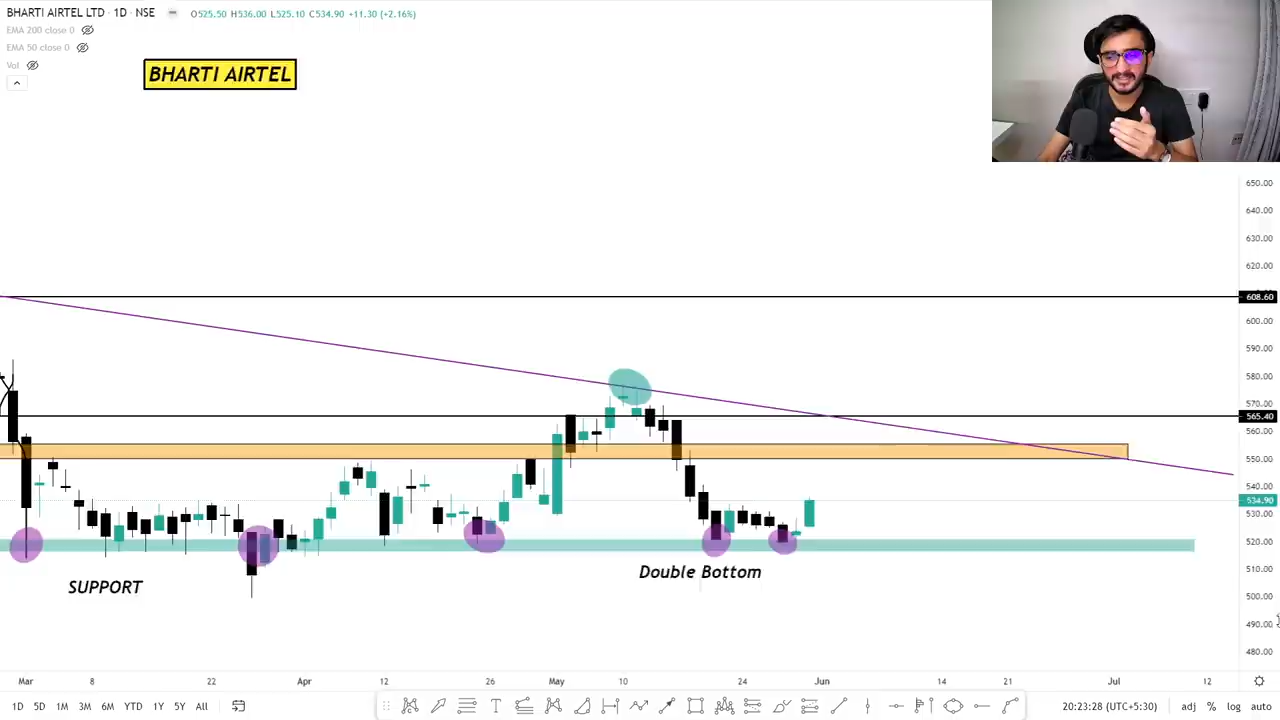 BHARTI AIRTEL LTD · 1D · NSE
O525.50 H536.00 L525.10 C534.90 +11.30 (+2.16%)
EMA 200 close 0
EMA 50 close 0
Vol
BHARTI AIRTEL
650.00
640.00
630.00
620.00
608.60
600.00
590.00
580.00
570.00
565.40
560.00
550.00
540.00
534.90
530.00
520.00
510.00
500.00
490.00
480.00
SUPPORT
Double Bottom
Mar 8 22 Apr 12 26 May 10 24 Jun 14 21 Jul 12
1D 5D 1M 3M 6M YTD 1Y 5Y All
20:23:28 (UTC+5:30) adj % log auto